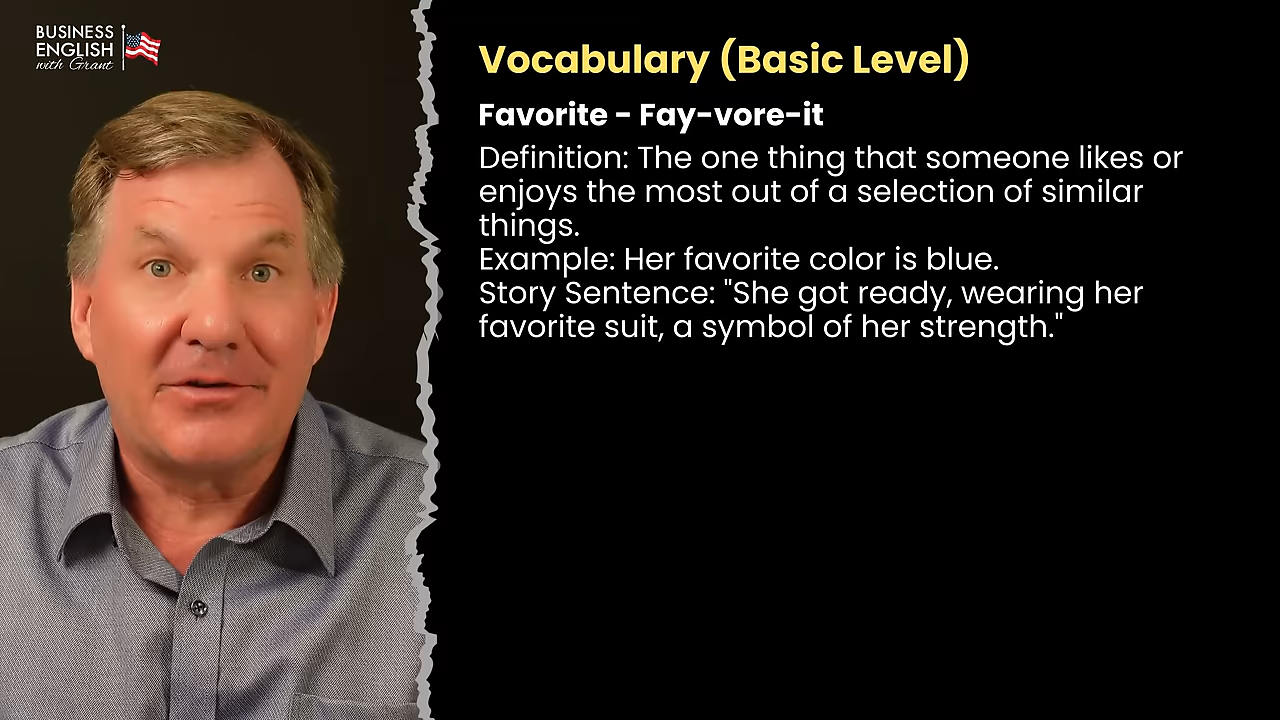 BUSINESS
ENGLISH
with Grant
Vocabulary (Basic Level)
Favorite - Fay-vore-it
Definition: The one thing that someone likes or
enjoys the most out of a selection of similar
things.
Example: Her favorite color is blue.
Story Sentence: "She got ready, wearing her
favorite suit, a symbol of her strength."